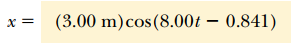 x = (3.00 m)cos(8.00t − 0.841)